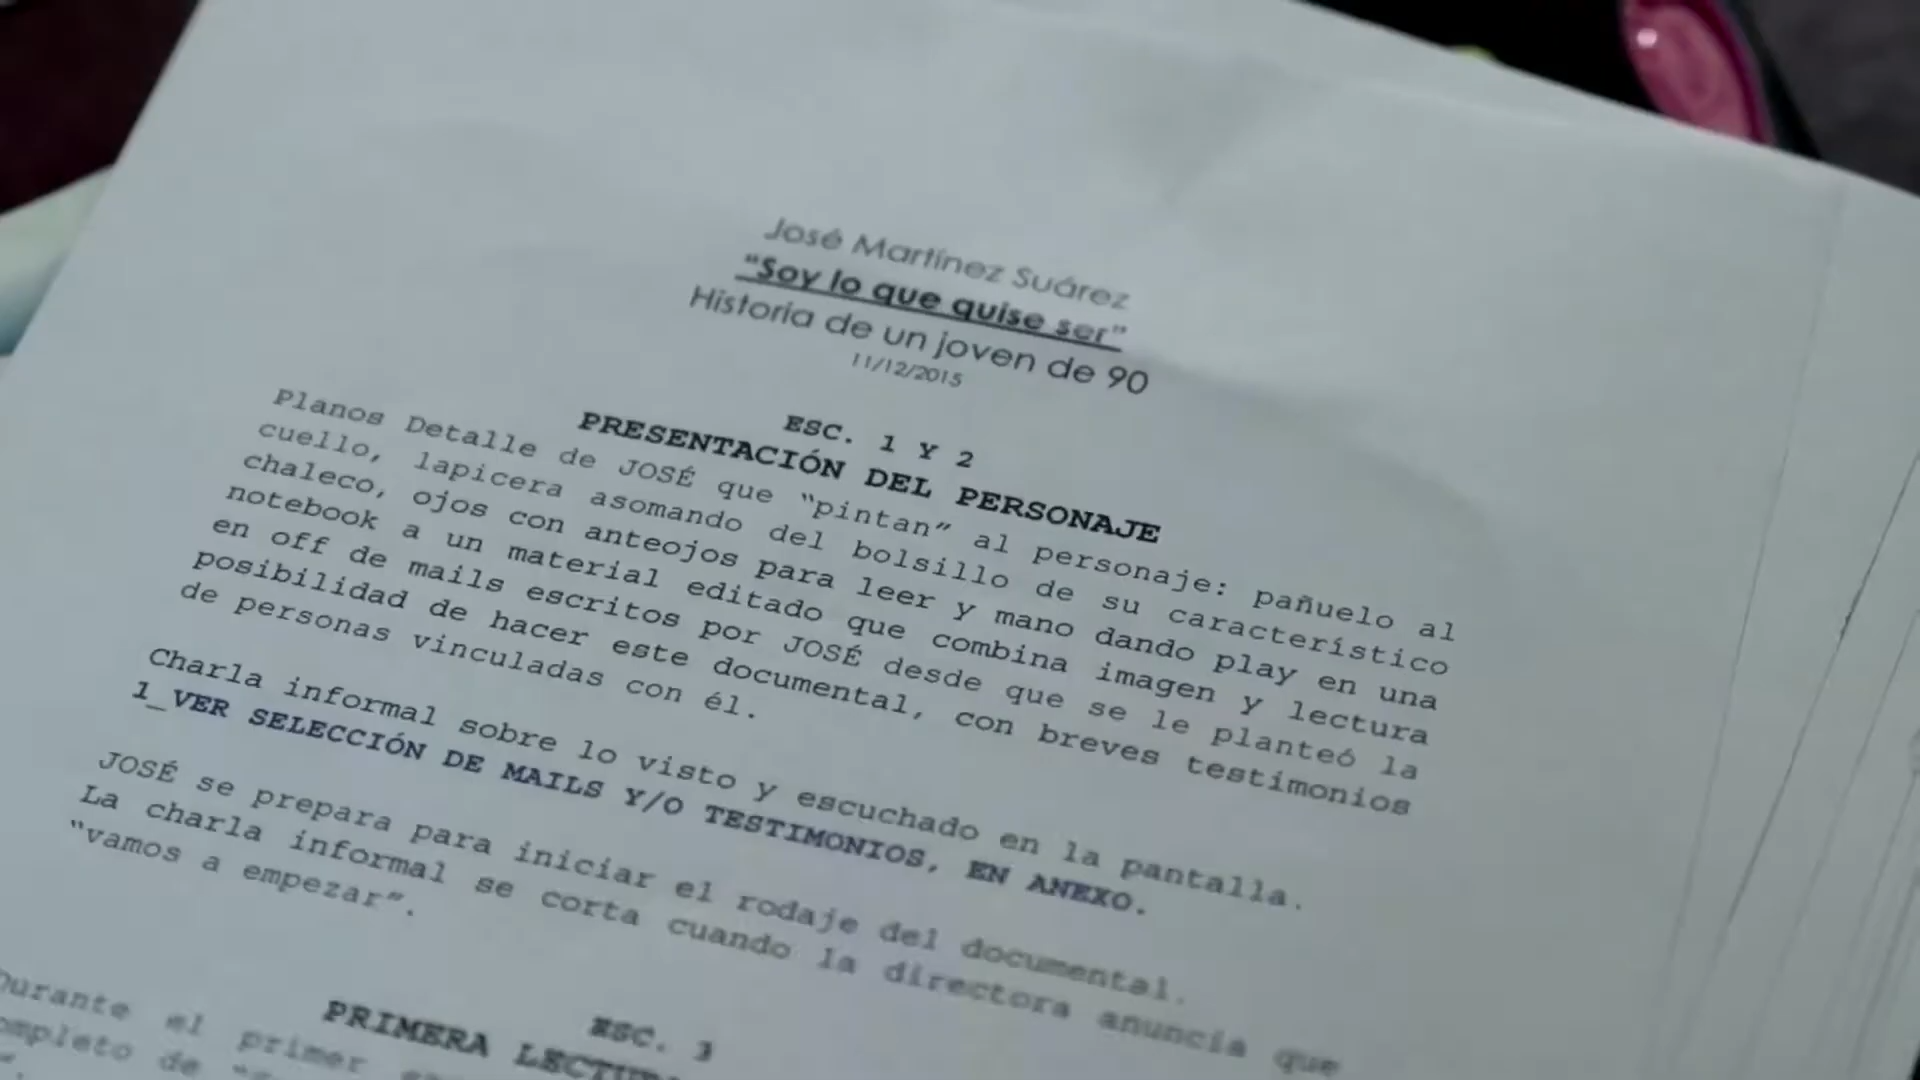 José Martínez Suárez
"Soy lo que quise ser"
Historia de un joven de 90
11/12/2015
ESC. 1 Y 2
PRESENTACIÓN DEL PERSONAJE
Planos Detalle de JOSÉ que "pintan" al personaje: pañuelo al
cuello, lapicera asomando del bolsillo de su característico
chaleco, ojos con anteojos para leer y mano dando play en una
notebook a un material editado que combina imagen y lectura
en off de mails escritos por JOSÉ desde que se le planteó la
posibilidad de hacer este documental, con breves testimonios
de personas vinculadas con él.
Charla informal sobre lo visto y escuchado en la pantalla.
1_VER SELECCIÓN DE MAILS Y/O TESTIMONIOS, EN ANEXO.
JOSÉ se prepara para iniciar el rodaje del documental.
La charla informal se corta cuando la directora anuncia que
"vamos a empezar".
ESC. 3
PRIMERA
Durante el primer
de